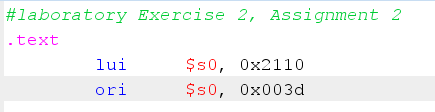 #laboratory Exercise 2, Assignment 2
.text
lui $s0, 0x2110
ori $s0, 0x003d